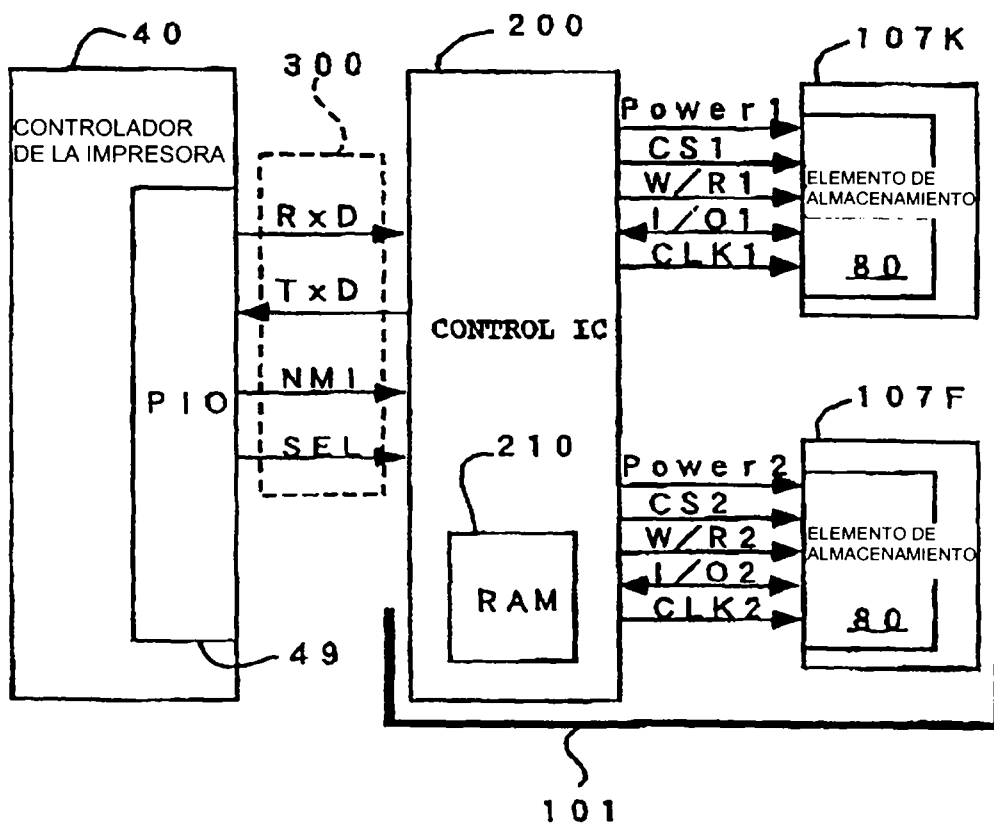 40
200
107K
300
CONTROLADOR
DE LA IMPRESORA
Power1
CS1
W/R1
I/O1
CLK1
ELEMENTO DE
ALMACENAMIENTO
80
RxD
TxD
NMI
SEL
PIO
CONTROL IC
107F
210
Power2
CS2
W/R2
I/O2
CLK2
ELEMENTO DE
ALMACENAMIENTO
80
RAM
49
101